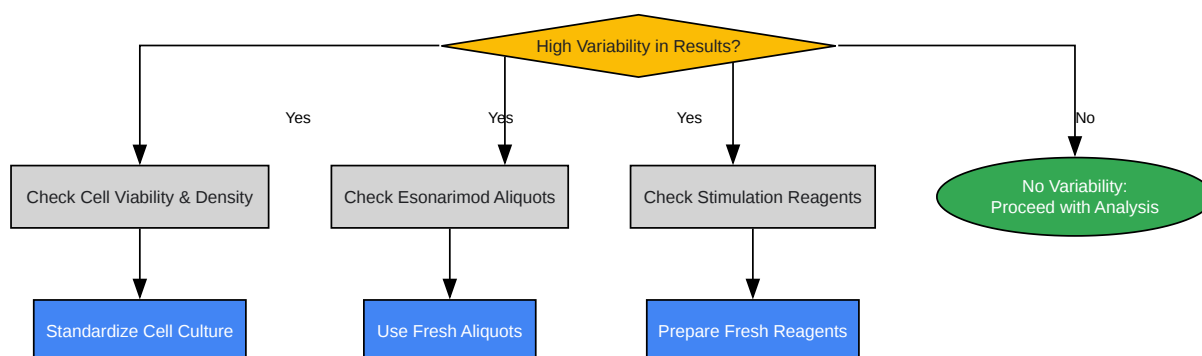 High Variability in Results?
Yes
Yes
Yes
No
Check Cell Viability & Density
Check Esonarimod Aliquots
Check Stimulation Reagents
No Variability:
Proceed with Analysis
Standardize Cell Culture
Use Fresh Aliquots
Prepare Fresh Reagents